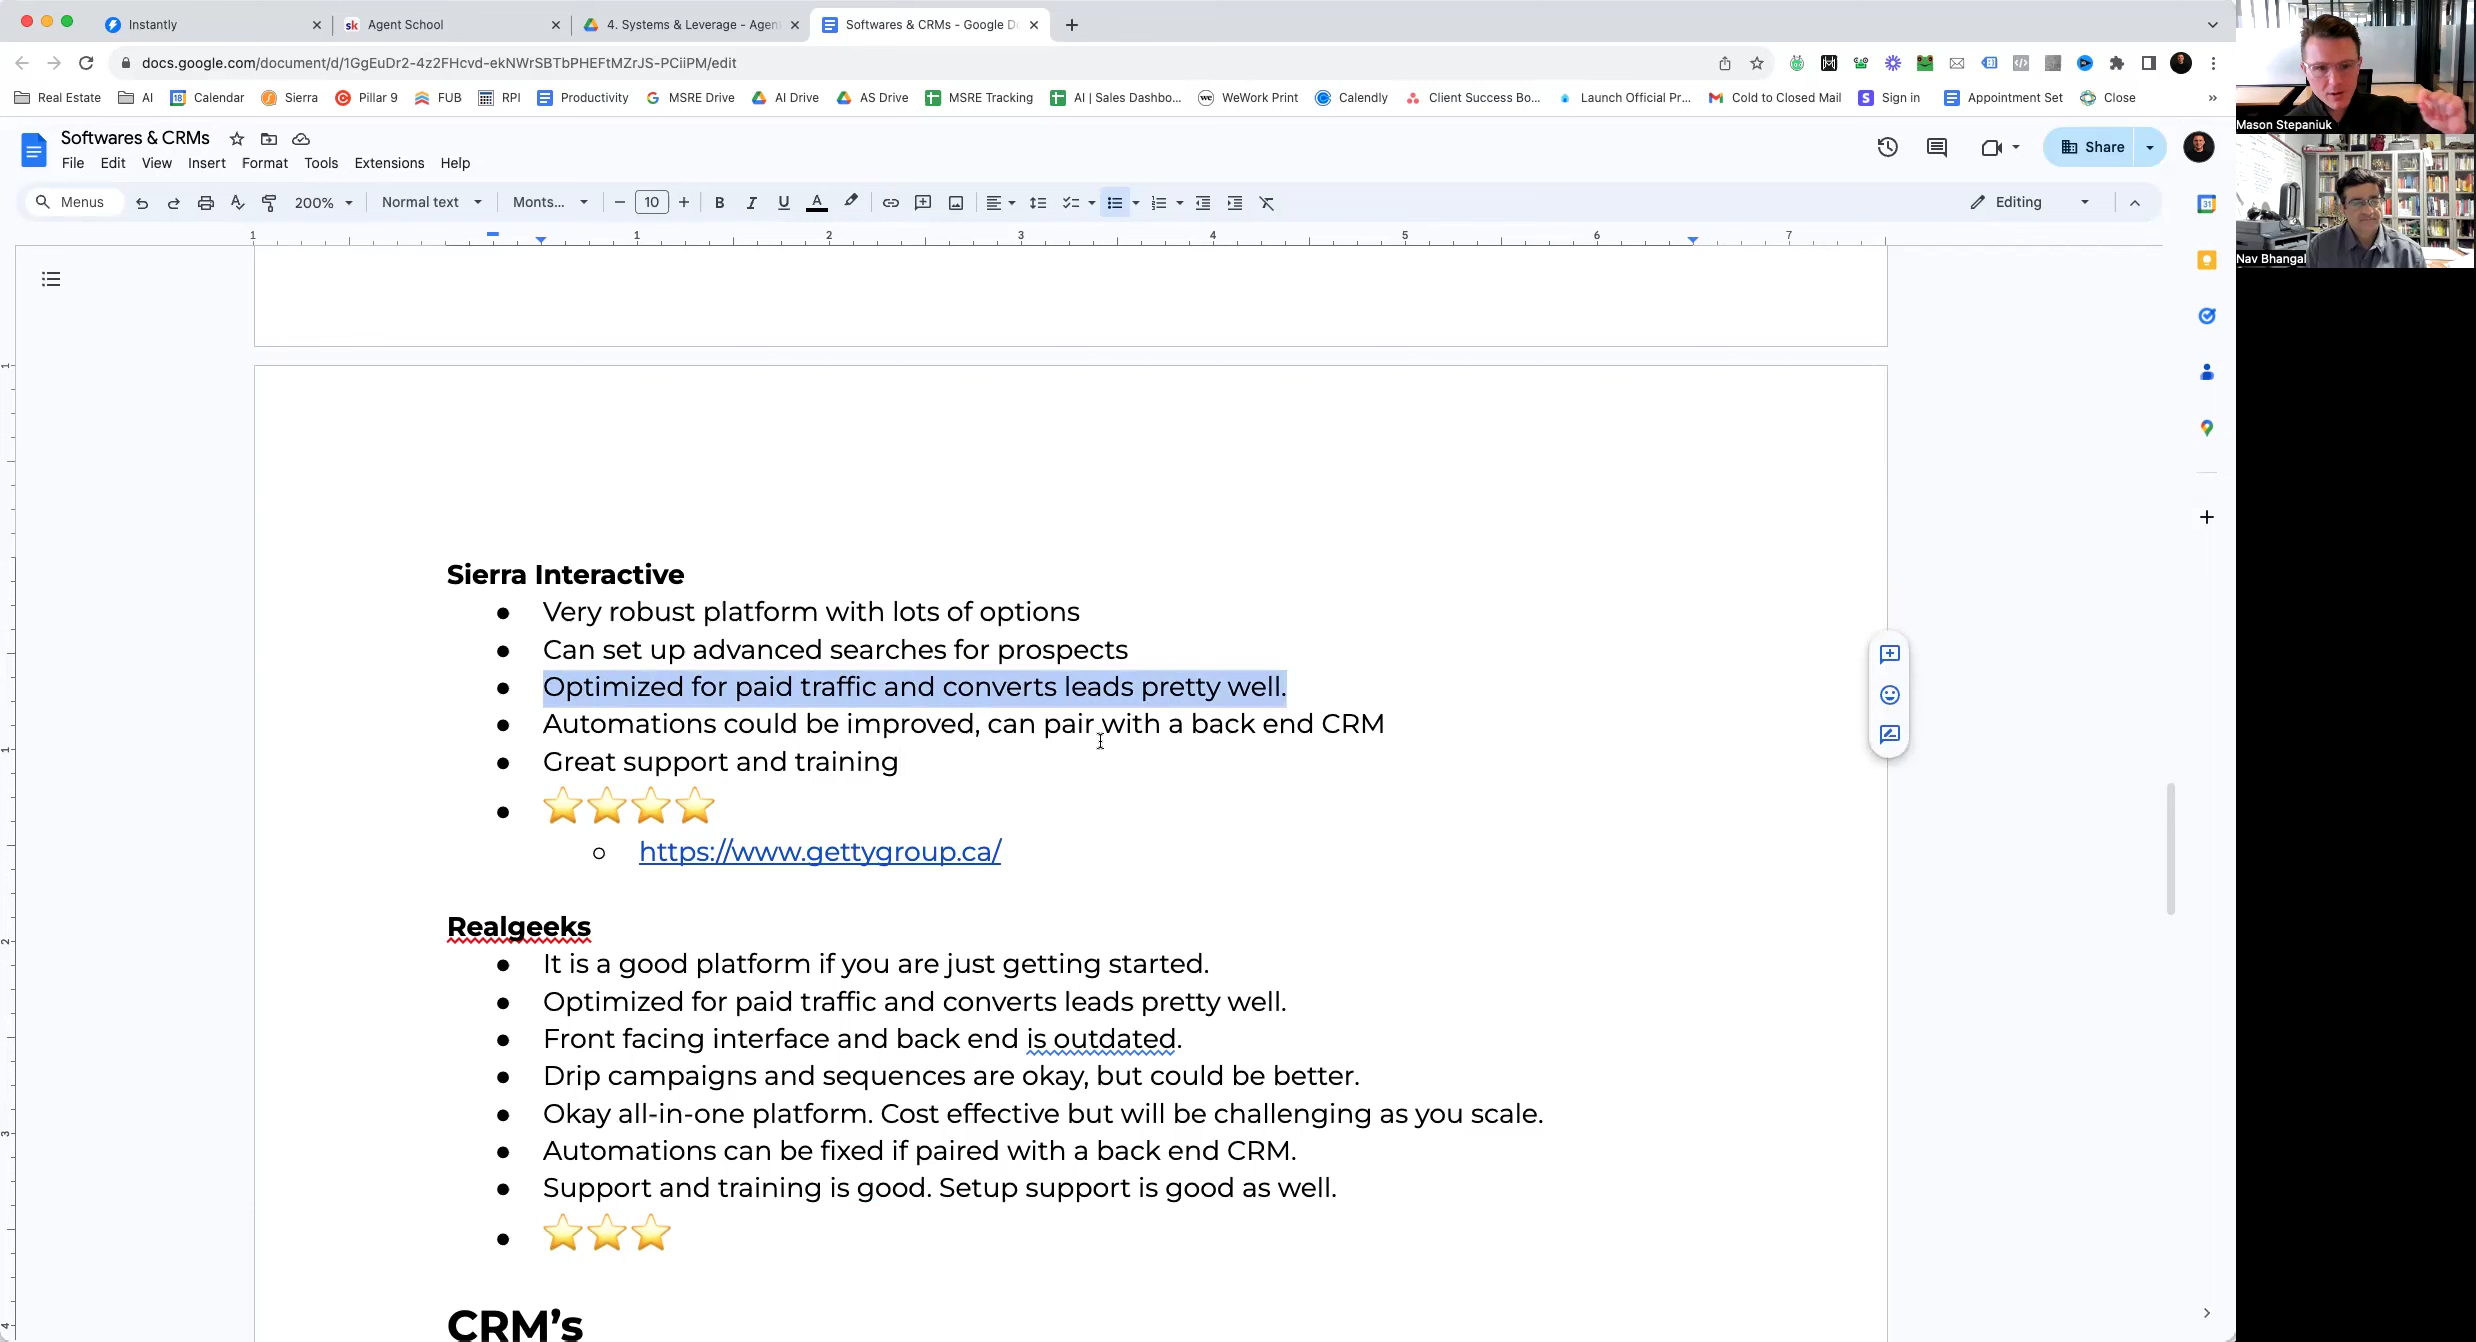 Instantly
Agent School
4. Systems & Leverage - Agen
Softwares & CRMs - Google Do
docs.google.com/document/d/1GgEuDr2-4z2FHcvd-ekNWrSBTbPHEFtMZrJS-PCiiPM/edit
Real Estate
AI
Calendar
Sierra
Pillar 9
FUB
RPI
Productivity
MSRE Drive
AI Drive
AS Drive
MSRE Tracking
AI | Sales Dashbo...
WeWork Print
Calendly
Client Success Bo...
Launch Official Pr...
Cold to Closed Mail
Sign in
Appointment Set
Close
»
Mason Stepaniuk
Nav Bhangal
Softwares & CRMs
File Edit View Insert Format Tools Extensions Help
Share
Menus
200%
Normal text
Monts...
10
Editing
1 1 2 3 4 5 6 7
Sierra Interactive
● Very robust platform with lots of options
● Can set up advanced searches for prospects
● Optimized for paid traffic and converts leads pretty well.
● Automations could be improved, can pair with a back end CRM
● Great support and training
● ⭐⭐⭐⭐
○ https://www.gettygroup.ca/
Realgeeks
● It is a good platform if you are just getting started.
● Optimized for paid traffic and converts leads pretty well.
● Front facing interface and back end is outdated.
● Drip campaigns and sequences are okay, but could be better.
● Okay all-in-one platform. Cost effective but will be challenging as you scale.
● Automations can be fixed if paired with a back end CRM.
● Support and training is good. Setup support is good as well.
● ⭐⭐⭐
CRM's